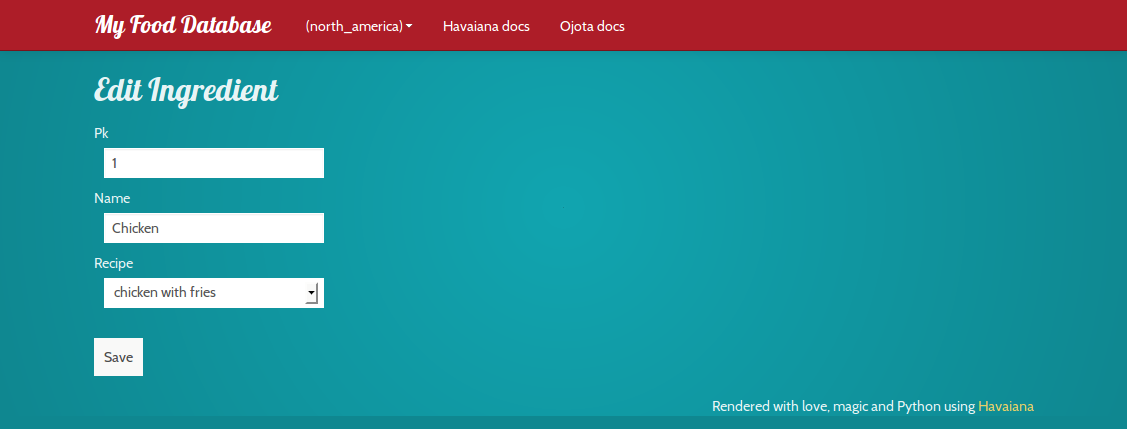 My Food Database (north_america) Havaiana docs Ojota docs
Edit Ingredient
Pk
1
Name
Chicken
Recipe
chicken with fries
Save
Rendered with love, magic and Python using Havaiana